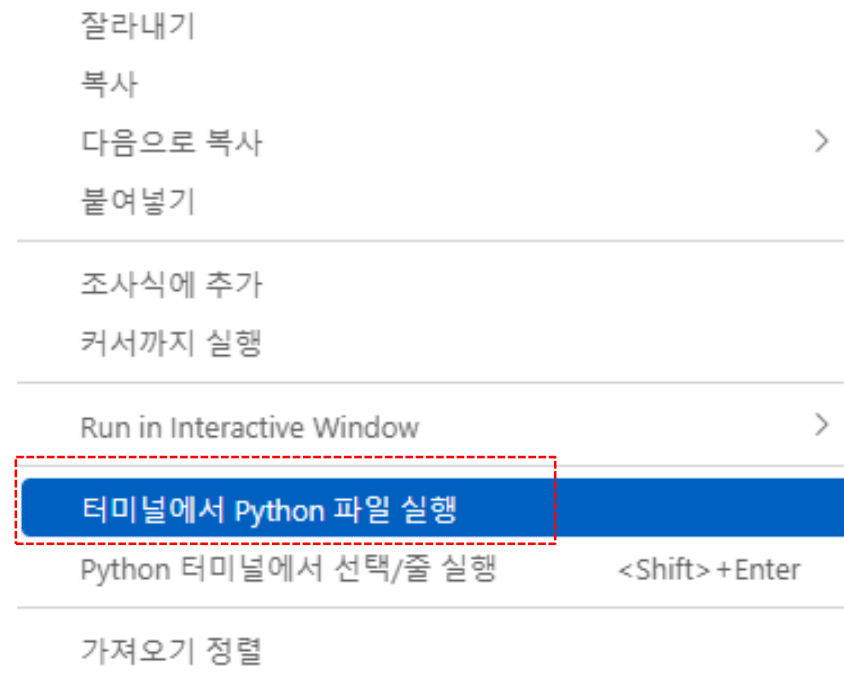 잘라내기
복사
다음으로 복사
붙여넣기
조사식에 추가
커서까지 실행
Run in Interactive Window
터미널에서 Python 파일 실행
Python 터미널에서 선택/줄 실행 <Shift>+Enter
가져오기 정렬